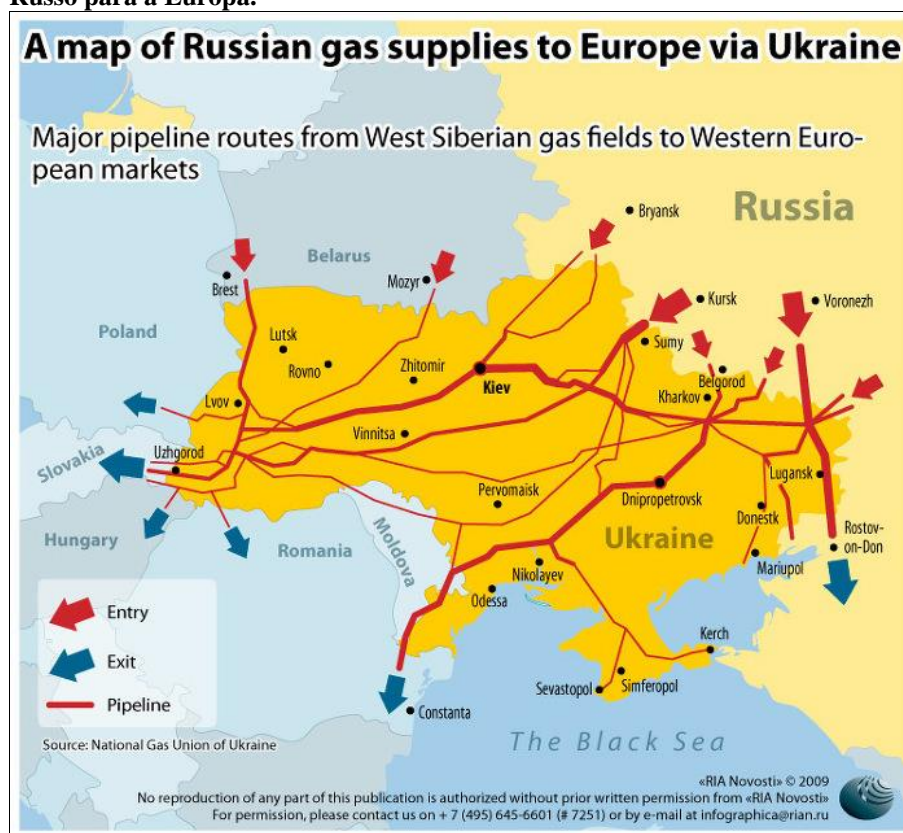 Russo para a Europa.
A map of Russian gas supplies to Europe via Ukraine
Major pipeline routes from West Siberian gas fields to Western Euro-
pean markets
Russia
Bryansk
Belarus
Brest
Mozyr
Kursk
Voronezh
Poland
Lutsk
Rovno
Zhitomir
Kiev
Sumy
Belgorod
Kharkov
Lvov
Vinnitsa
Uzhgorod
Slovakia
Lugansk
Pervomaisk
Dnipropetrovsk
Donestk
Ukraine
Rostov-
on-Don
Hungary
Romania
Moldova
Nikolayev
Mariupol
Odessa
Entry
Exit
Pipeline
Kerch
Sevastopol
Simferopol
Constanta
The Black Sea
Source: National Gas Union of Ukraine
«RIA Novosti» © 2009
No reproduction of any part of this publication is authorized without prior written permission from «RIA Novosti»
For permission, please contact us on + 7 (495) 645-6601 (# 7251) or by e-mail at infographica@rian.ru